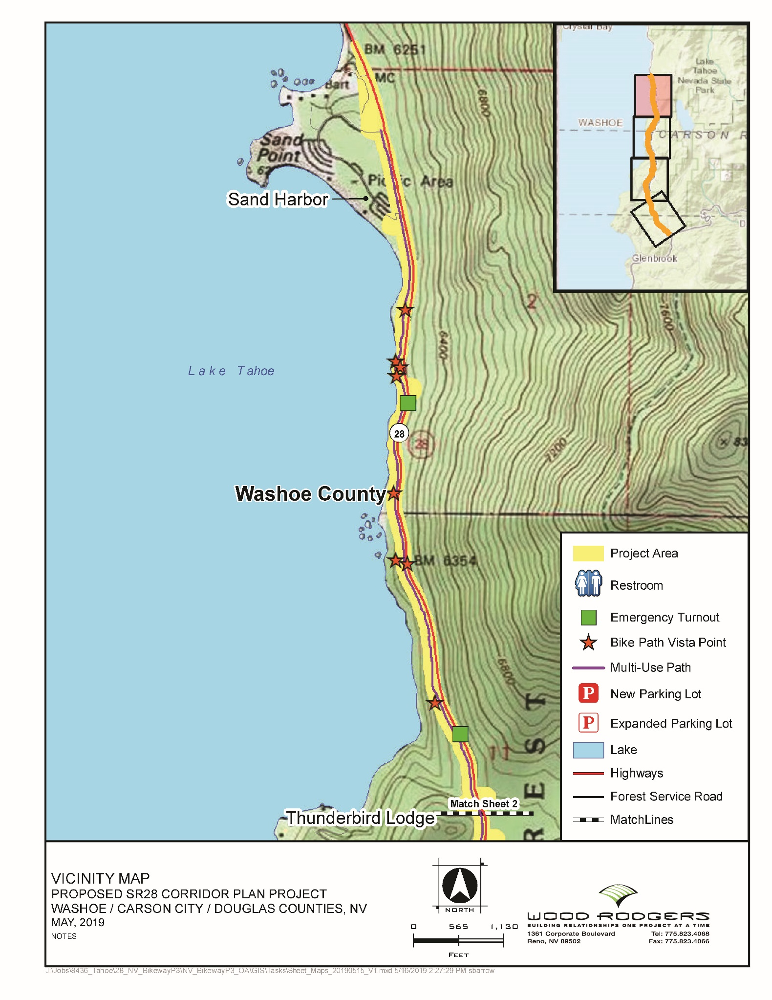 Crystal Bay
Lake
Tahoe
Nevada State
Park
WASHOE
CARSON R
50
D
Glenbrook
BM 6251
MC
Bart
6800
Sand
Point
Picnic Area
Sand Harbor
2
7600
6400
Lake Tahoe
28
28
7200
83
Washoe County
BM 6354
6800
11
R E S T
Match Sheet 2
Thunderbird Lodge
Project Area
Restroom
Emergency Turnout
Bike Path Vista Point
Multi-Use Path
P New Parking Lot
P Expanded Parking Lot
Lake
Highways
Forest Service Road
MatchLines
VICINITY MAP
PROPOSED SR28 CORRIDOR PLAN PROJECT
WASHOE / CARSON CITY / DOUGLAS COUNTIES, NV
MAY, 2019
NOTES
NORTH
0 565 1,130
FEET
WOOD RODGERS
BUILDING RELATIONSHIPS ONE PROJECT AT A TIME
1361 Corporate Boulevard Tel: 775.823.4068
Reno, NV 89502 Fax: 775.823.4066
J:\Jobs\8436_Tahoe\28_NV_BikewayP3\NV_BikewayP3_OA\GIS\Tasks\Sheet_Maps_20190515_V1.mxd 5/16/2019 2:27:29 PM sbarrow